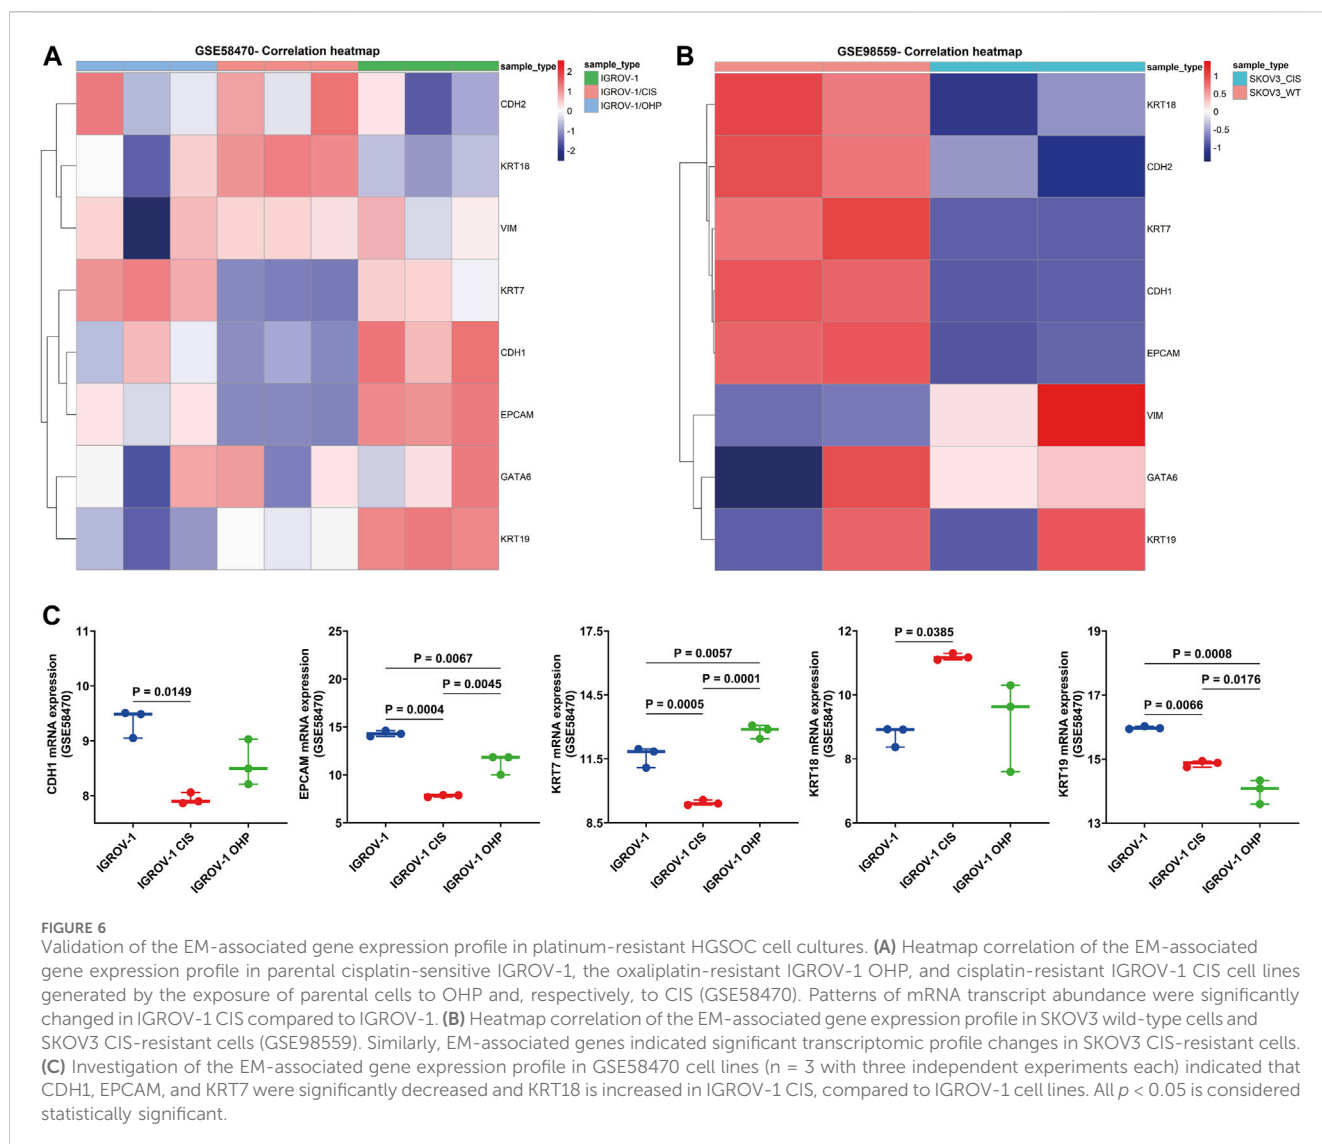 A
GSE58470- Correlation heatmap
sample_type
CDH2
KRT18
VIM
KRT7
CDH1
EPCAM
GATA6
KRT19
2
1
0
-1
-2
sample_type
IGROV-1
IGROV-1/CIS
IGROV-1/OHP
B
GSE98559- Correlation heatmap
sample_type
KRT18
CDH2
KRT7
CDH1
EPCAM
VIM
GATA6
KRT19
1
0.5
0
-0.5
-1
sample_type
SKOV3_CIS
SKOV3_WT
C
CDH1 mRNA expression
(GSE58470)
11
10
9
8
P = 0.0149
IGROV-1
IGROV-1 CIS
IGROV-1 OHP
EPCAM mRNA expression
(GSE58470)
25
20
15
10
5
P = 0.0067
P = 0.0045
P = 0.0004
IGROV-1
IGROV-1 CIS
IGROV-1 OHP
KRT7 mRNA expression
(GSE58470)
17.5
14.5
11.5
8.5
P = 0.0057
P = 0.0001
P = 0.0005
IGROV-1
IGROV-1 CIS
IGROV-1 OHP
KRT18 mRNA expression
(GSE58470)
12
10
8
6
P = 0.0385
IGROV-1
IGROV-1 CIS
IGROV-1 OHP
KRT19 mRNA expression
(GSE58470)
19
16
15
13
P = 0.0008
P = 0.0176
P = 0.0066
IGROV-1
IGROV-1 CIS
IGROV-1 OHP
FIGURE 6
Validation of the EM-associated gene expression profile in platinum-resistant HGSOC cell cultures. (A) Heatmap correlation of the EM-associated
gene expression profile in parental cisplatin-sensitive IGROV-1, the oxaliplatin-resistant IGROV-1 OHP, and cisplatin-resistant IGROV-1 CIS cell lines
generated by the exposure of parental cells to OHP and, respectively, to CIS (GSE58470). Patterns of mRNA transcript abundance were significantly
changed in IGROV-1 CIS compared to IGROV-1. (B) Heatmap correlation of the EM-associated gene expression profile in SKOV3 wild-type cells and
SKOV3 CIS-resistant cells (GSE98559). Similarly, EM-associated genes indicated significant transcriptomic profile changes in SKOV3 CIS-resistant cells.
(C) Investigation of the EM-associated gene expression profile in GSE58470 cell lines (n = 3 with three independent experiments each) indicated that
CDH1, EPCAM, and KRT7 were significantly decreased and KRT18 is increased in IGROV-1 CIS, compared to IGROV-1 cell lines. All p < 0.05 is considered
statistically significant.